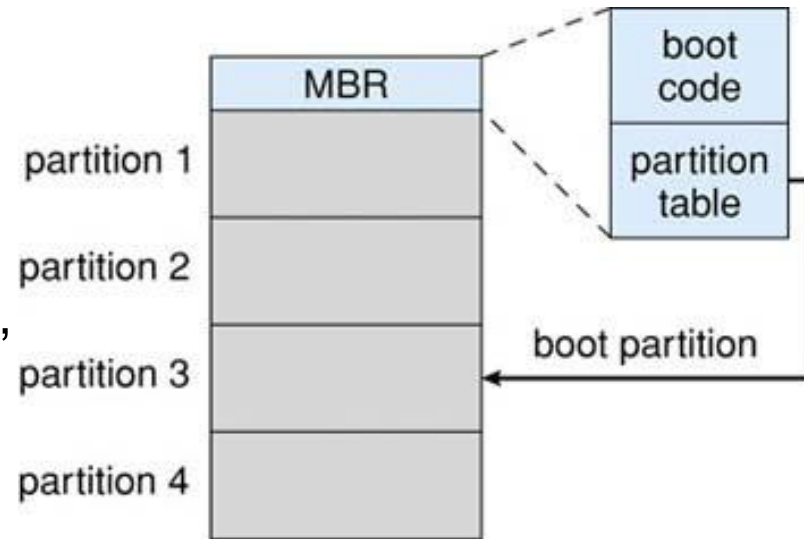 MBR
boot
code
partition
table
partition 1
partition 2
,
partition 3
boot partition
partition 4